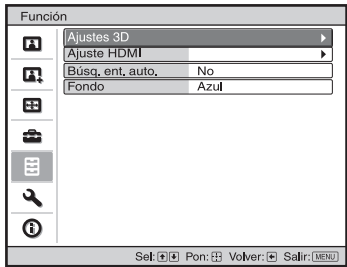 Función
Ajustes 3D
Ajuste HDMI
Búsq. ent. auto. No
Fondo Azul
Sel: Pon: Volver: Salir: MENU